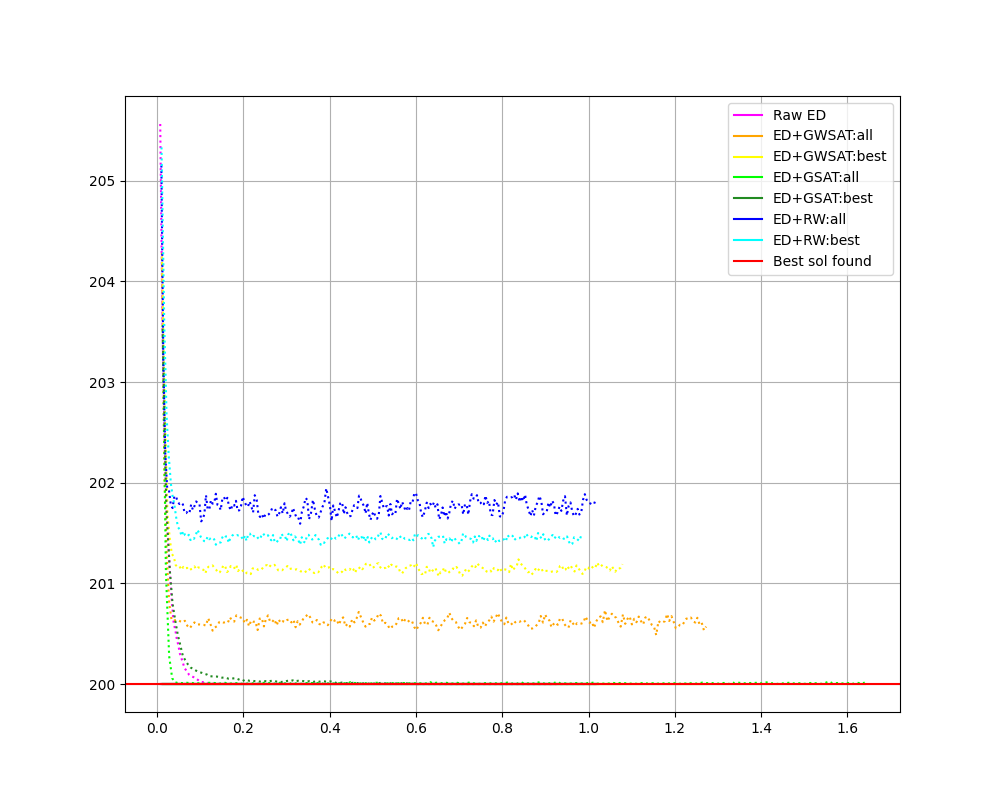 Raw ED
ED+GWSAT:all
ED+GWSAT:best
ED+GSAT:all
ED+GSAT:best
ED+RW:all
ED+RW:best
Best sol found
205
204
203
202
201
200
0.0 0.2 0.4 0.6 0.8 1.0 1.2 1.4 1.6